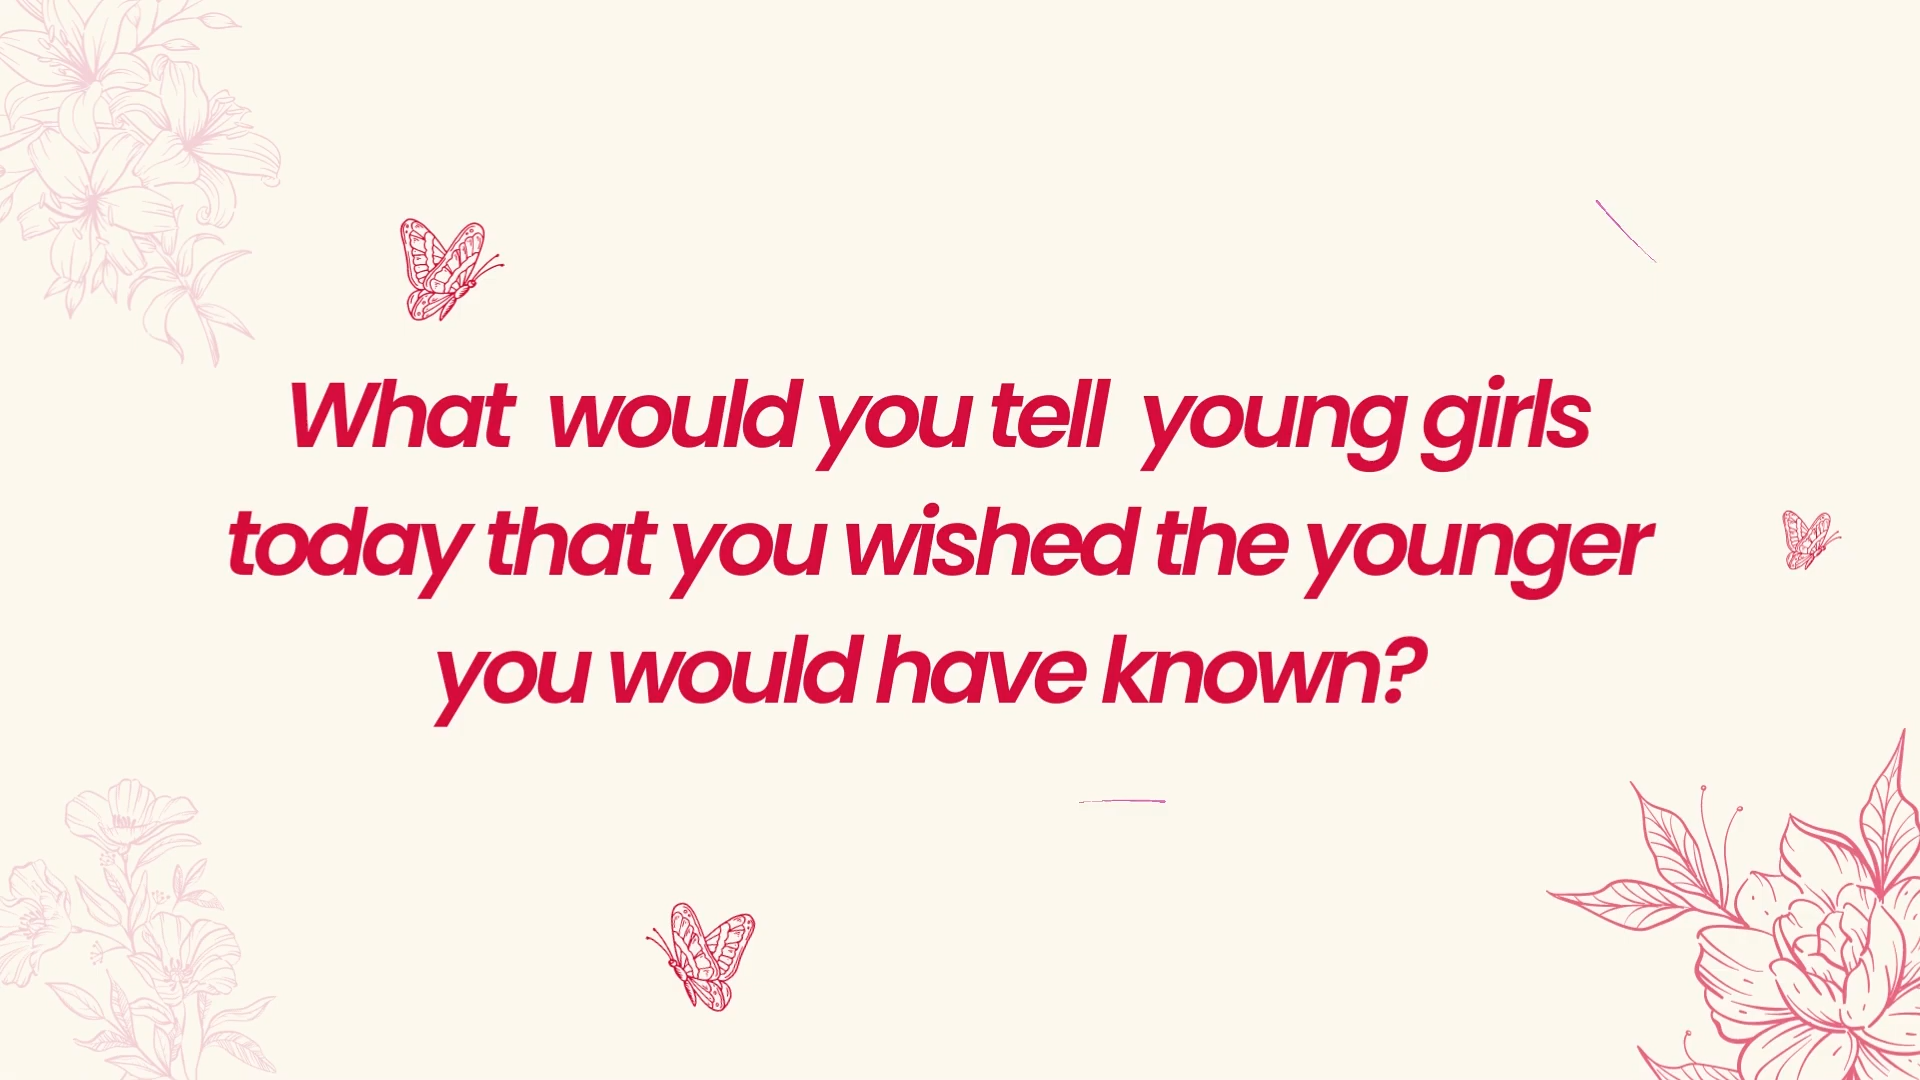 What would you tell young girls
today that you wished the younger
you would have known?